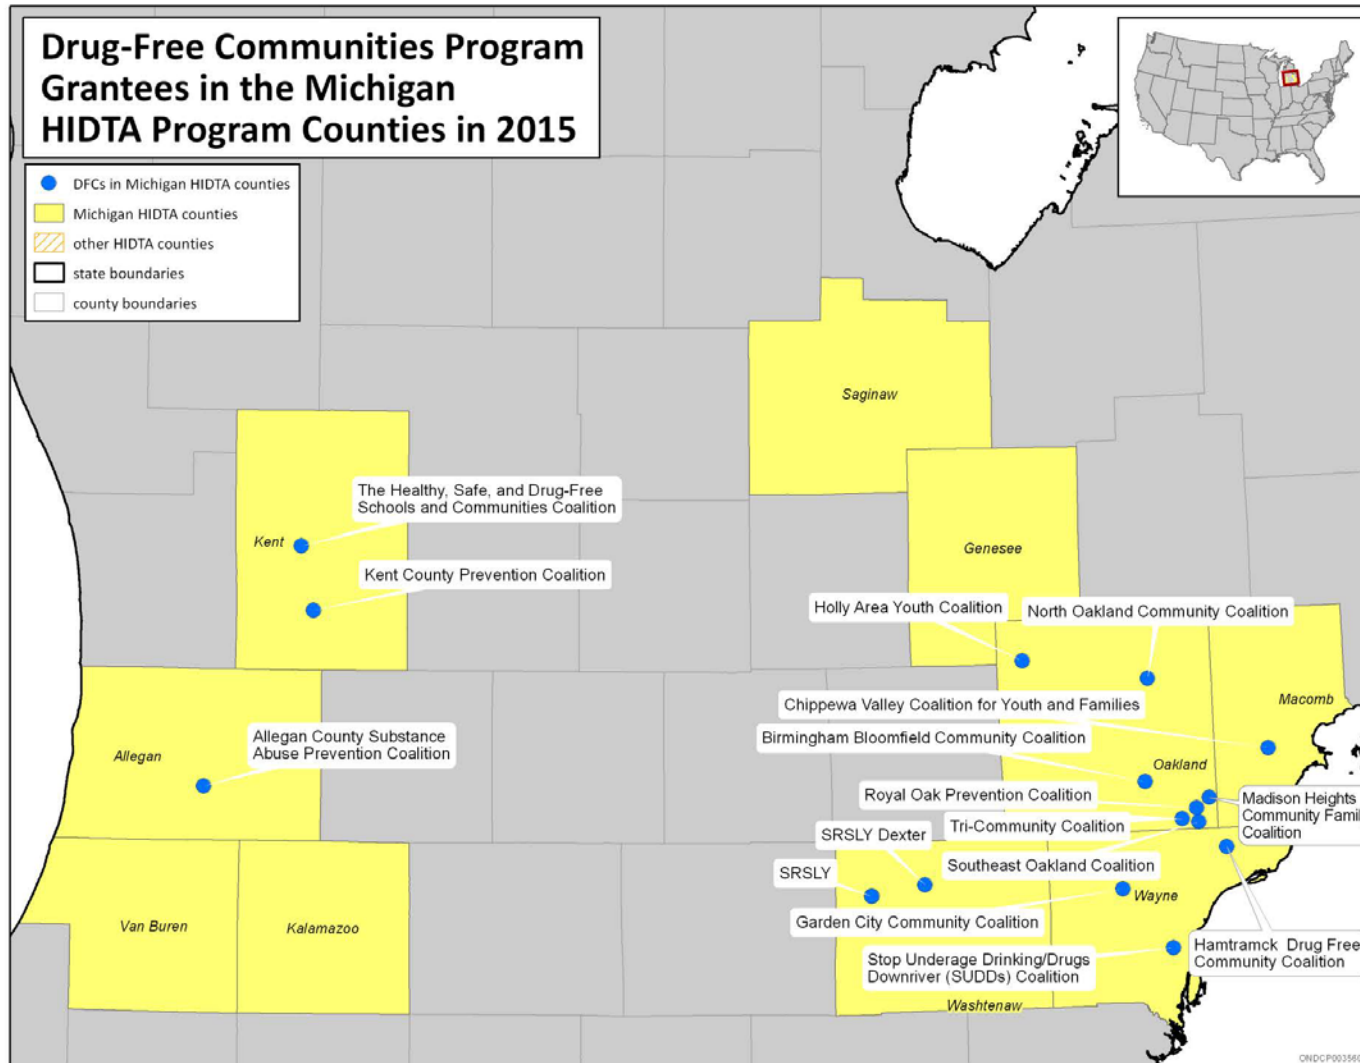 Drug-Free Communities Program
Grantees in the Michigan
HIDTA Program Counties in 2015
DFCs in Michigan HIDTA counties
Michigan HIDTA counties
other HIDTA counties
state boundaries
county boundaries
Saginaw
The Healthy, Safe, and Drug-Free
Schools and Communities Coalition
Kent
Genesee
Kent County Prevention Coalition
Holly Area Youth Coalition
North Oakland Community Coalition
Chippewa Valley Coalition for Youth and Families
Macomb
Birmingham Bloomfield Community Coalition
Allegan County Substance
Abuse Prevention Coalition
Allegan
Oakland
Royal Oak Prevention Coalition
Madison Heights
Community Famil
Coalition
Tri-Community Coalition
SRSLY Dexter
Southeast Oakland Coalition
SRSLY
Wayne
Garden City Community Coalition
Van Buren
Kalamazoo
Hamtramck Drug Free
Community Coalition
Stop Underage Drinking/Drugs
Downriver (SUDDs) Coalition
Washtenaw